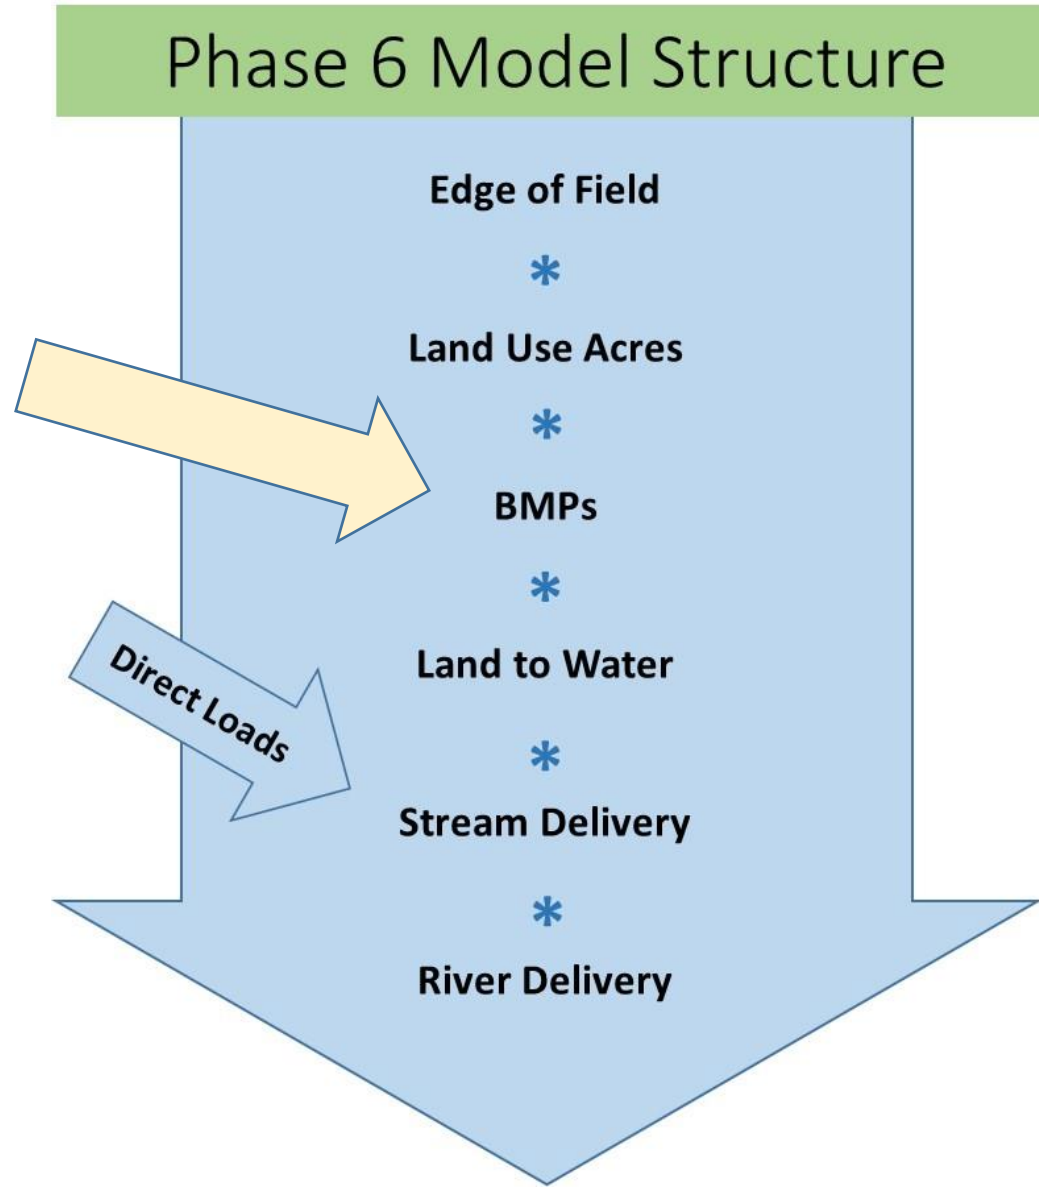 Phase 6 Model Structure
Edge of Field
*
Land Use Acres
*
BMPs
*
Land to Water
*
Direct Loads
Stream Delivery
*
River Delivery